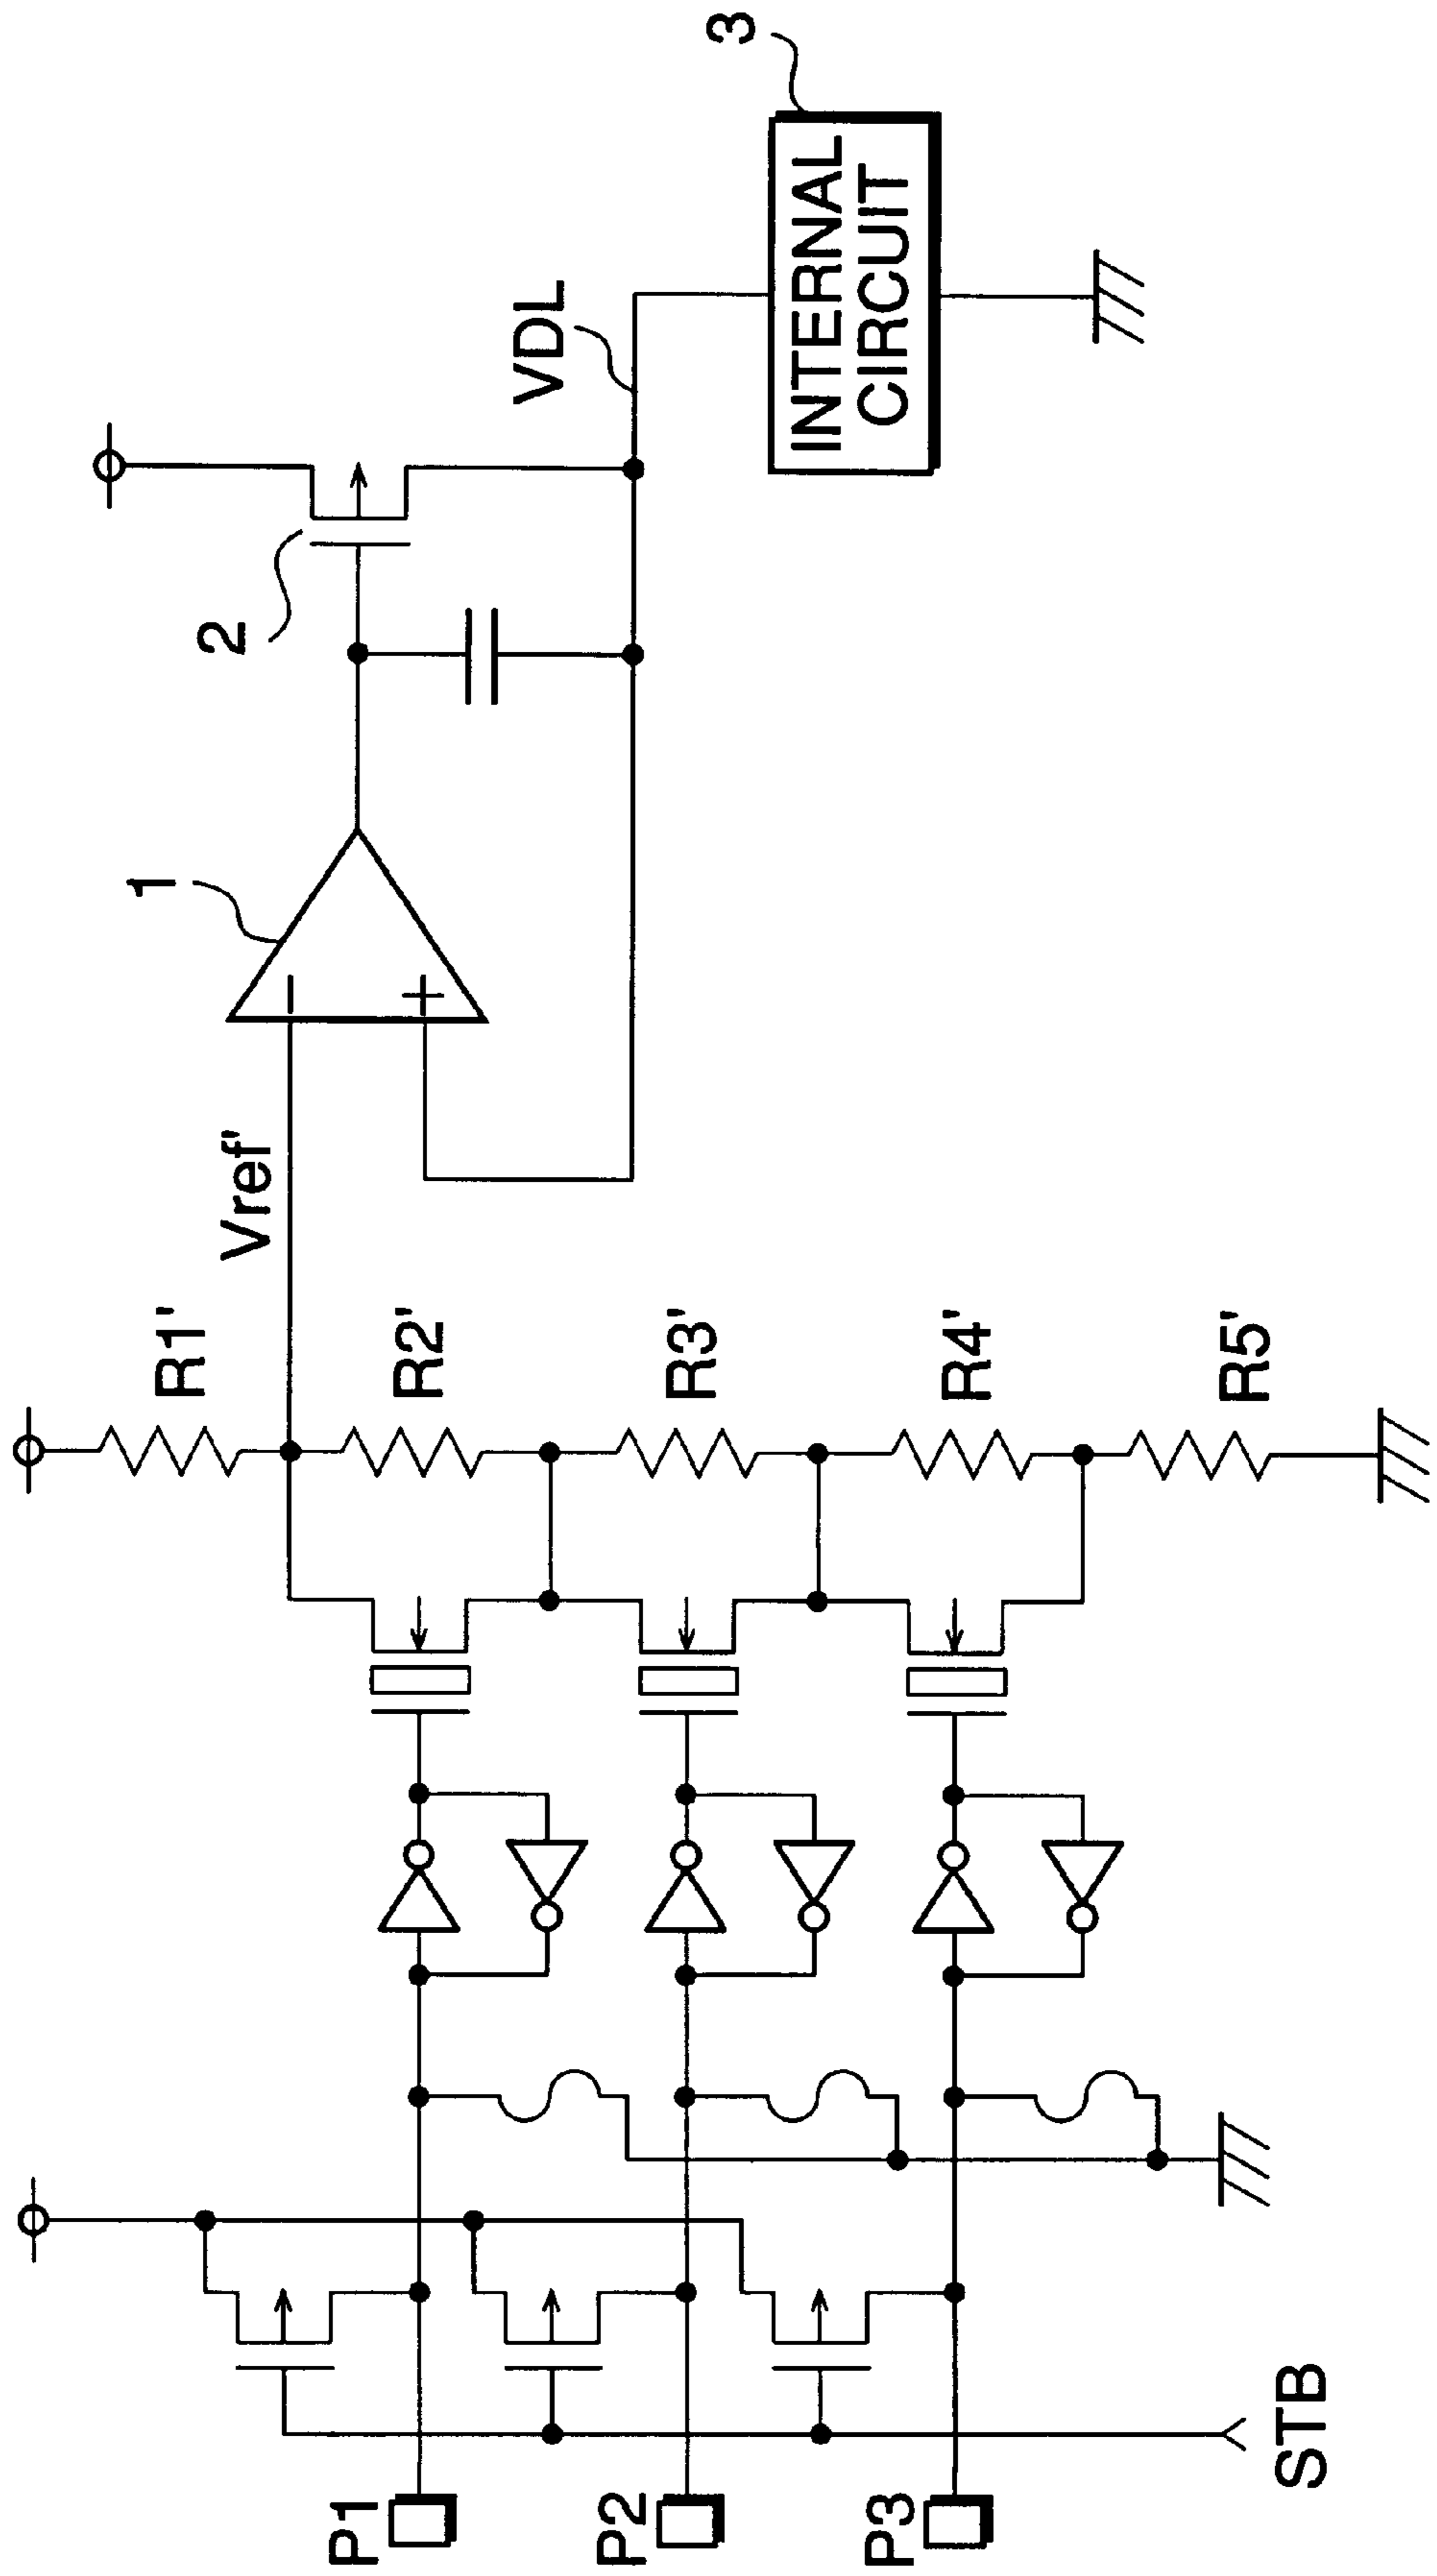 P1
P2
P3
STB
R1'
R2'
R3'
R4'
R5'
Vref'
1
+
−
2
VDL
3
INTERNAL
CIRCUIT